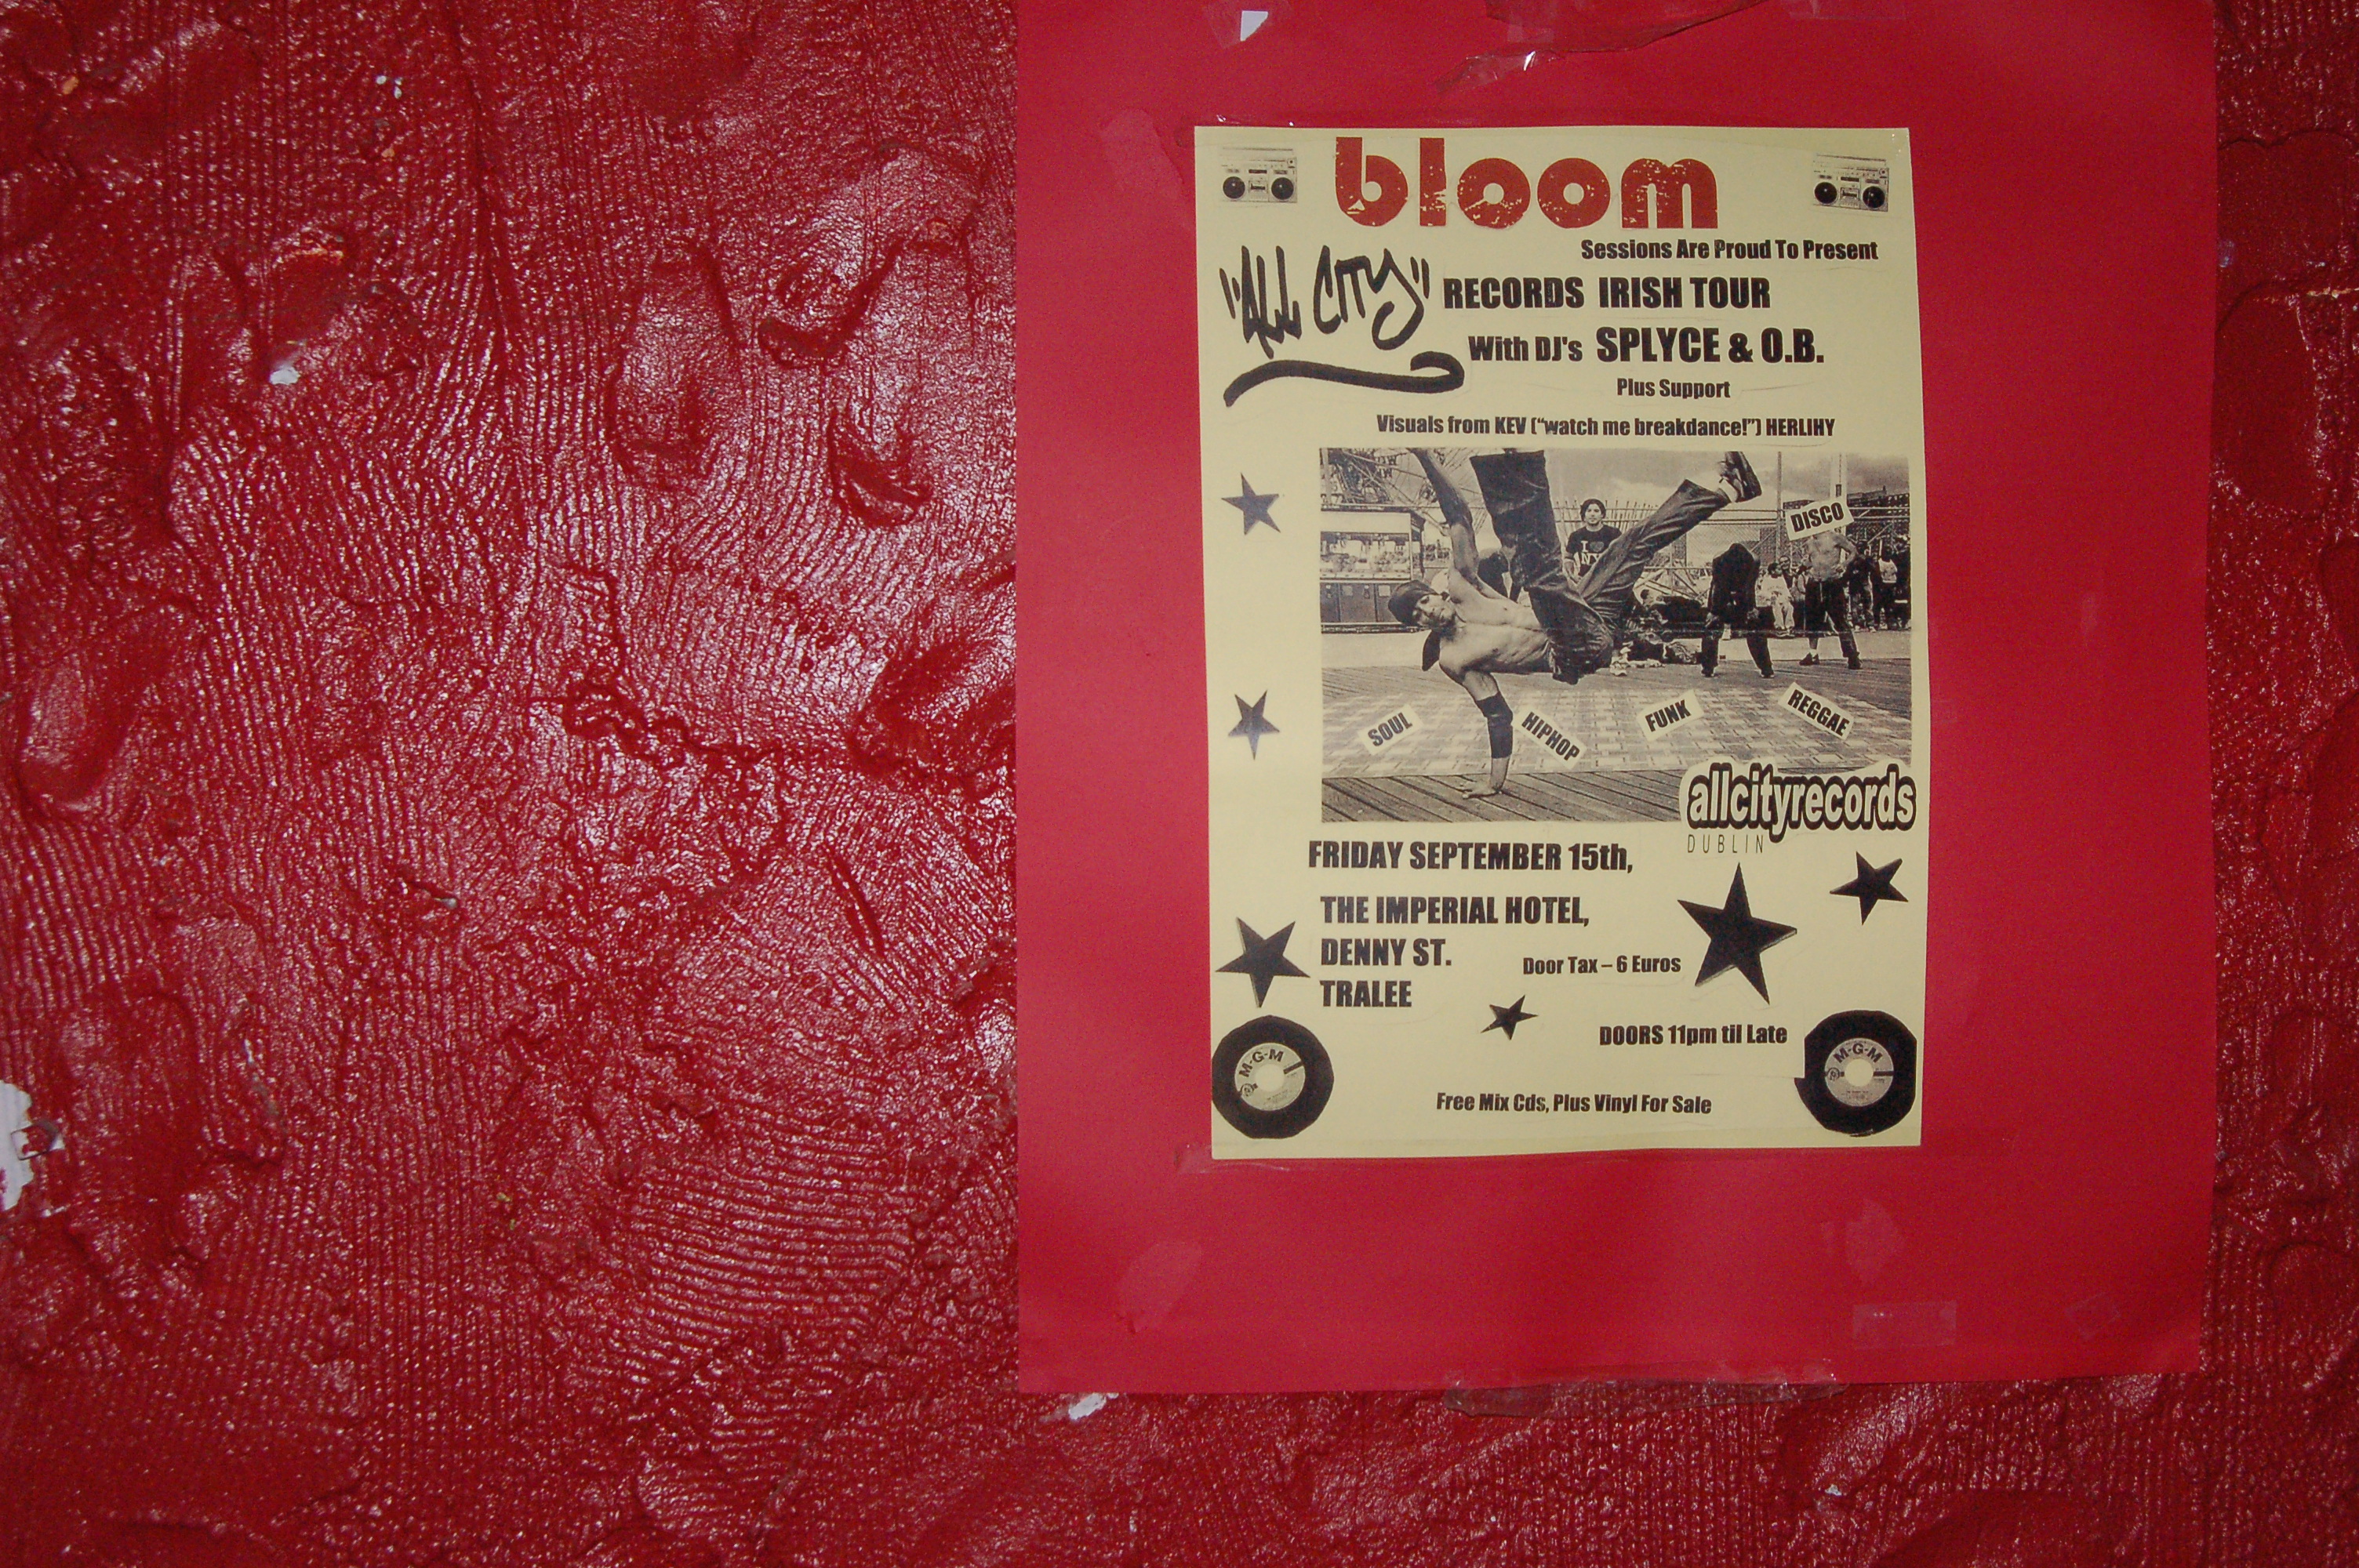 bloom
Sessions Are Proud To Present
"ALL CITY" RECORDS IRISH TOUR
With DJ's SPLYCE & O.B.
Plus Support
Visuals from KEV ("watch me breakdance!") HERLIHY
DISCO
I
NY
SOUL
HIPHOP
FUNK
REGGAE
allcityrecords
DUBLIN
FRIDAY SEPTEMBER 15th,
THE IMPERIAL HOTEL,
DENNY ST.
Door Tax – 6 Euros
TRALEE
DOORS 11pm til Late
M-G-M
M-G-M
Free Mix Cds, Plus Vinyl For Sale